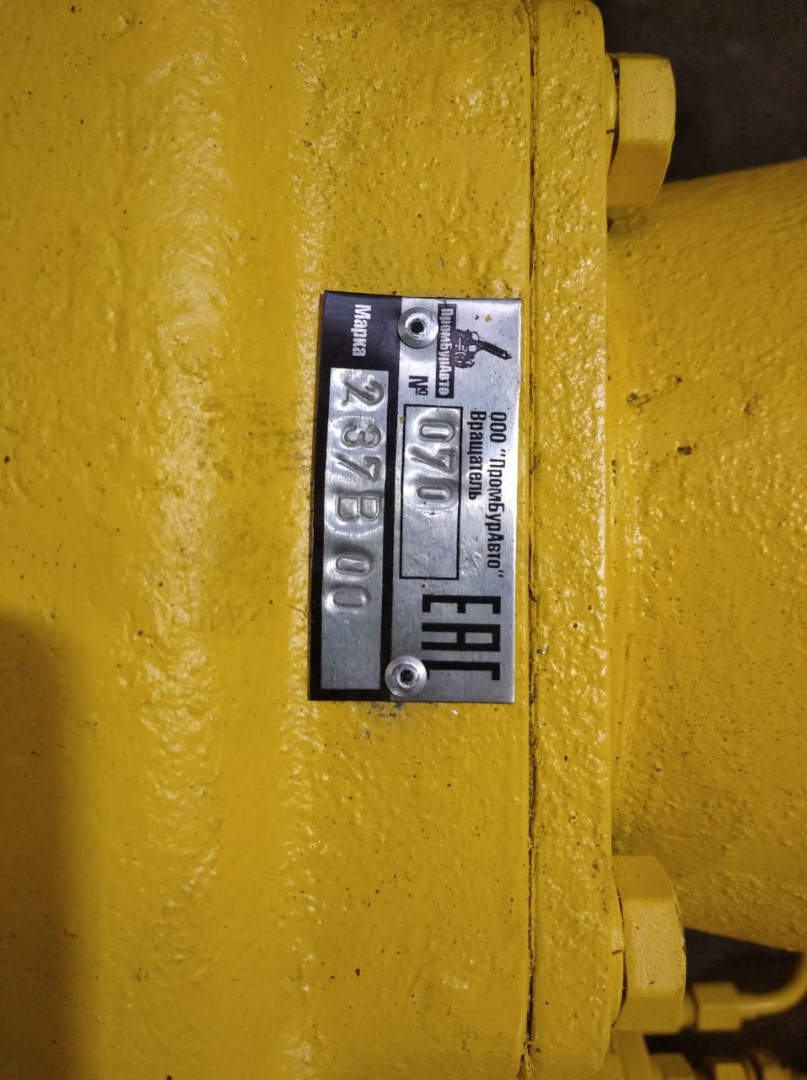 ООО "ПромБурАвто"
Вращатель
ПромБурАвто
№ 070
ЕАС
Марка 237В 00